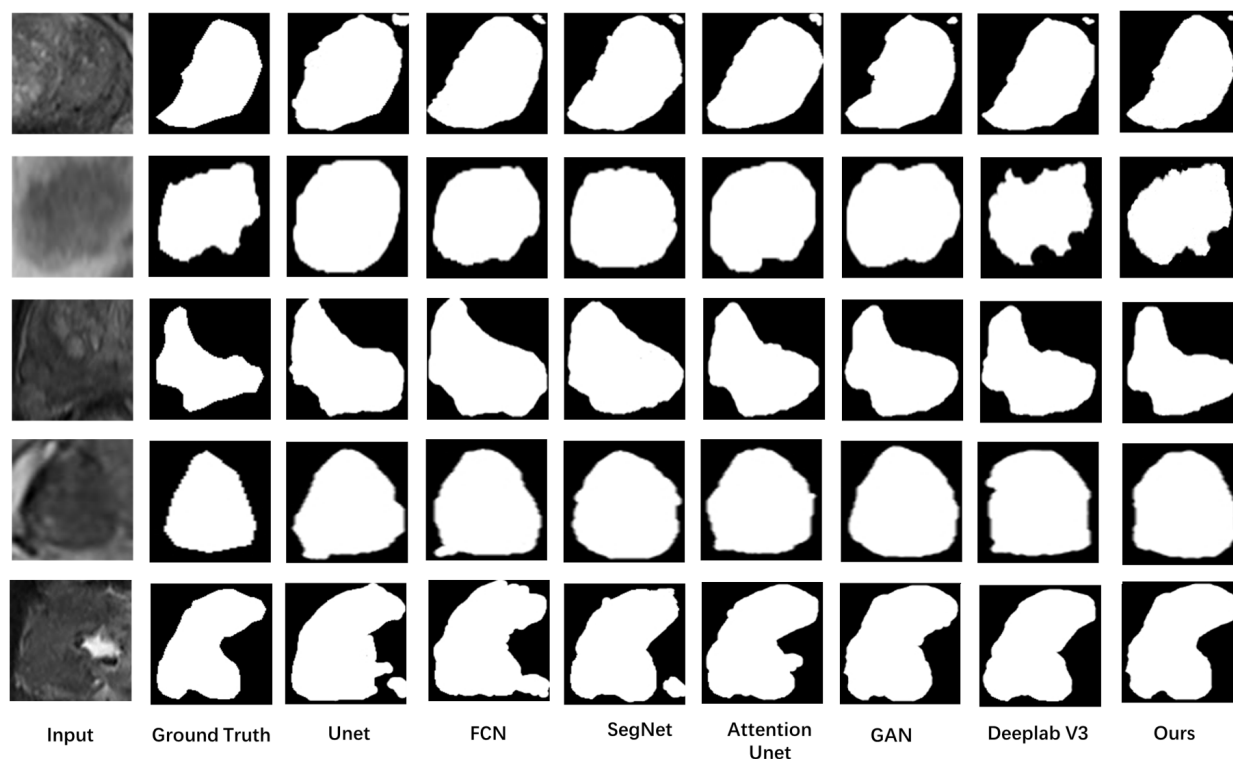 Input
Ground Truth
Unet
FCN
SegNet
Attention
Unet
GAN
Deeplab V3
Ours